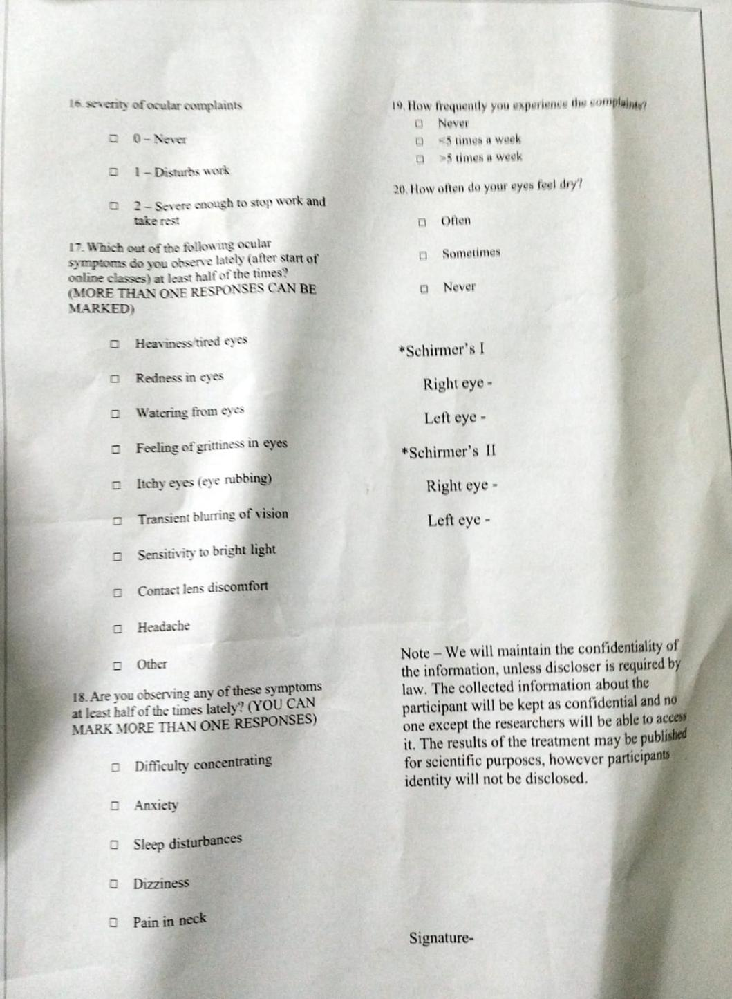 16. severity of ocular complaints
□ 0 – Never
□ 1 – Disturbs work
□ 2 – Severe enough to stop work and
take rest
17. Which out of the following ocular
symptoms do you observe lately (after start of
online classes) at least half of the times?
(MORE THAN ONE RESPONSES CAN BE
MARKED)
□ Heaviness/tired eyes
□ Redness in eyes
□ Watering from eyes
□ Feeling of grittiness in eyes
□ Itchy eyes (eye rubbing)
□ Transient blurring of vision
□ Sensitivity to bright light
□ Contact lens discomfort
□ Headache
□ Other
18. Are you observing any of these symptoms
at least half of the times lately? (YOU CAN
MARK MORE THAN ONE RESPONSES)
□ Difficulty concentrating
□ Anxiety
□ Sleep disturbances
□ Dizziness
□ Pain in neck
19. How frequently you experience the complaints?
□ Never
□ <5 times a week
□ >5 times a week
20. How often do your eyes feel dry?
□ Often
□ Sometimes
□ Never
*Schirmer's I
Right eye -
Left eye -
*Schirmer's II
Right eye -
Left eye -
Note – We will maintain the confidentiality of
the information, unless discloser is required by
law. The collected information about the
participant will be kept as confidential and no
one except the researchers will be able to access
it. The results of the treatment may be published
for scientific purposes, however participants
identity will not be disclosed.
Signature-